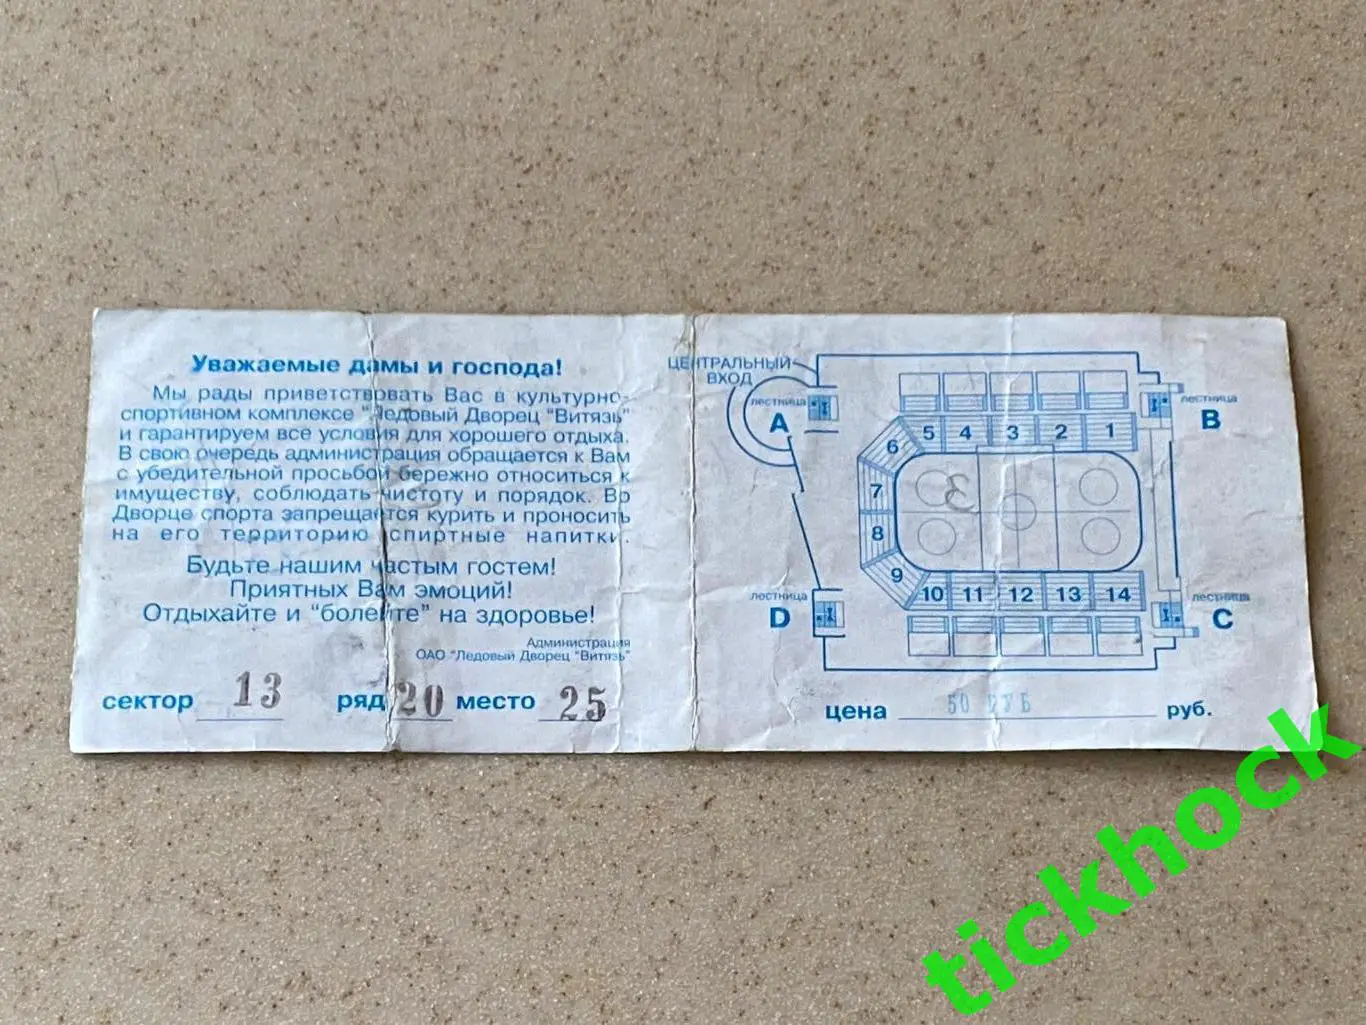 Уважаемые дамы и господа!
Мы рады приветствовать Вас в культурно-
спортивном комплексе "Ледовый Дворец "Витязь"
и гарантируем все условия для хорошего отдыха.
В свою очередь администрация обращается к Вам
с убедительной просьбой бережно относиться к
имуществу, соблюдать чистоту и порядок. Во
Дворце спорта запрещается курить и проносить
на его территорию спиртные напитки.
Будьте нашим частым гостем!
Приятных Вам эмоций!
Отдыхайте и "болейте" на здоровье!
Администрация
ОАО "Ледовый Дворец "Витязь"
сектор 13 ряд 20 место 25
ЦЕНТРАЛЬНЫЙ
ВХОД
лестница
A
лестница
B
5 4 3 2 1
6
7
8
9
10 11 12 13 14
лестница
D
лестница
C
цена 50 РУБ руб.
tickhock